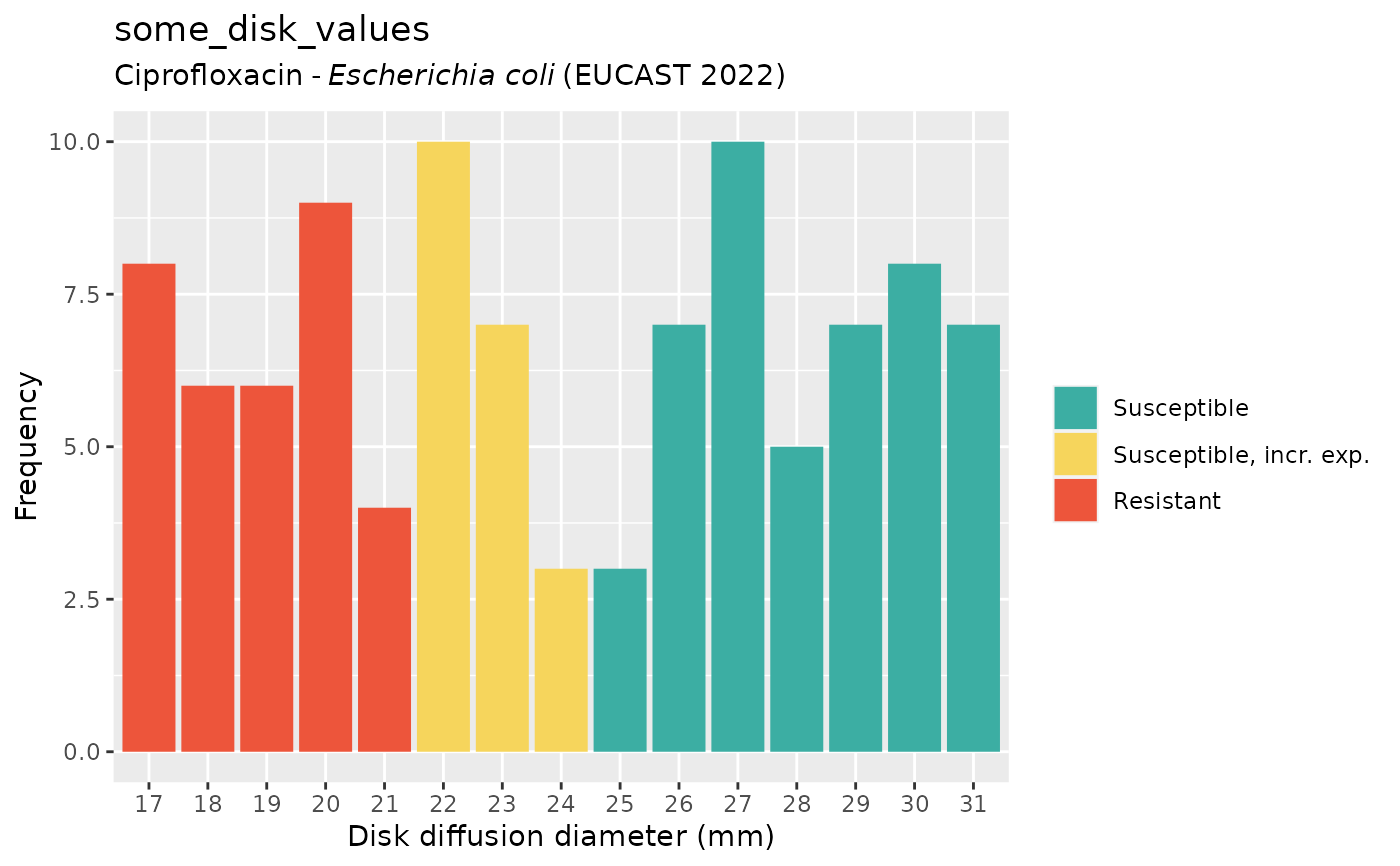 some_disk_values
Ciprofloxacin - Escherichia coli (EUCAST 2022)
10.0
7.5
5.0
2.5
0.0
Frequency
17 18 19 20 21 22 23 24 25 26 27 28 29 30 31
Disk diffusion diameter (mm)
Susceptible
Susceptible, incr. exp.
Resistant